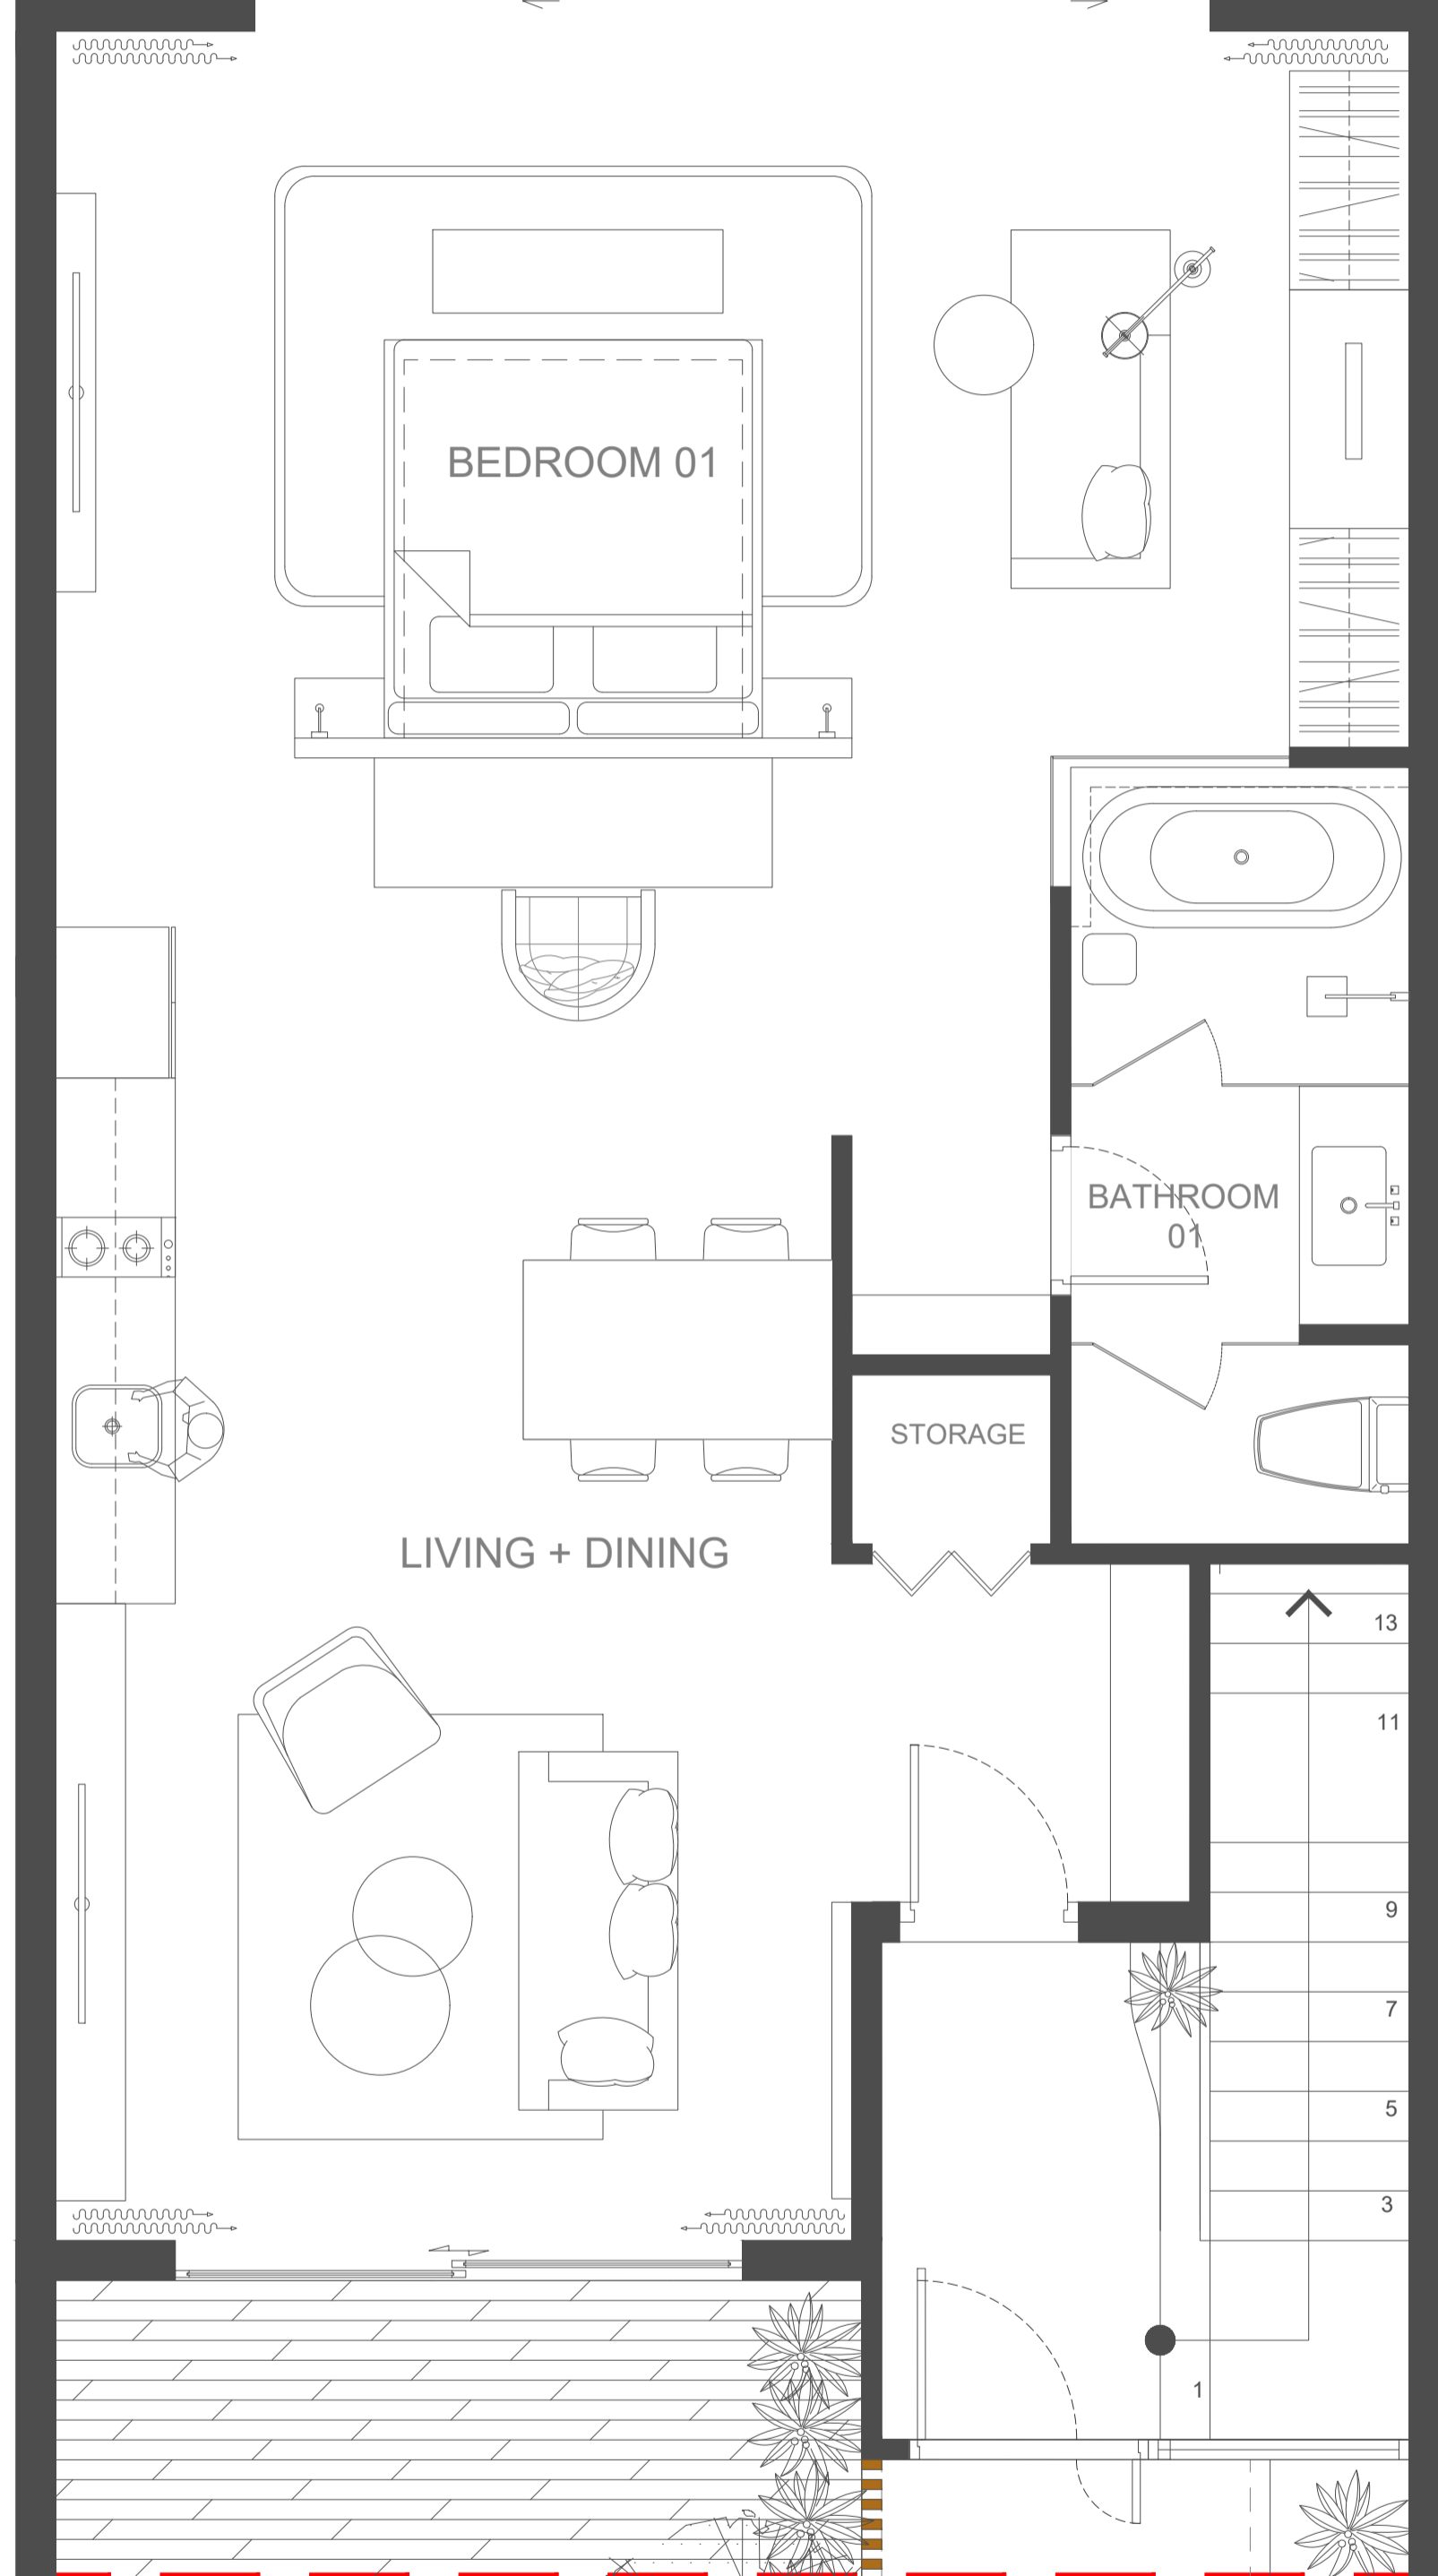 BEDROOM 01
BATHROOM
01
STORAGE
LIVING + DINING
13
11
9
7
5
3
1